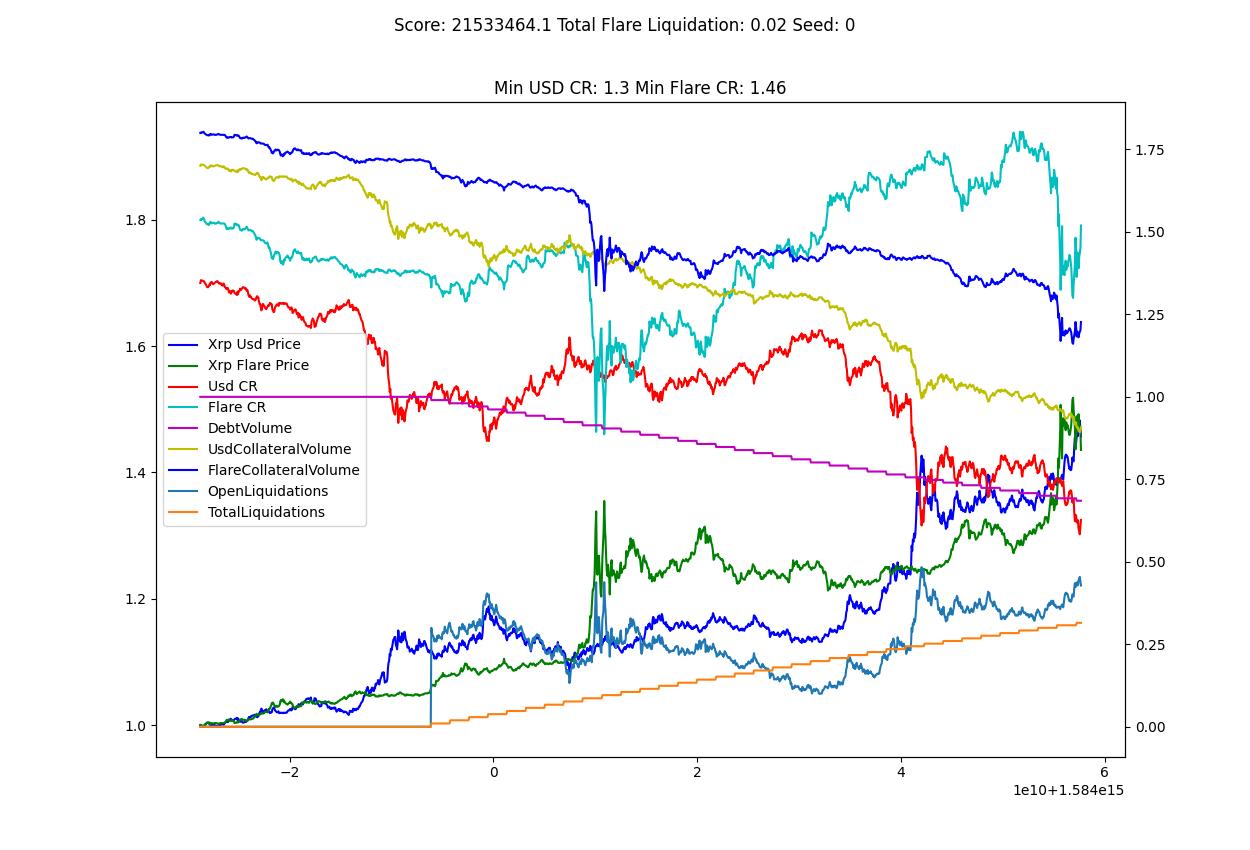 Score: 21533464.1 Total Flare Liquidation: 0.02 Seed: 0
Min USD CR: 1.3 Min Flare CR: 1.46
1.8
1.6
1.4
1.2
1.0
Xrp Usd Price
Xrp Flare Price
Usd CR
Flare CR
DebtVolume
UsdCollateralVolume
FlareCollateralVolume
OpenLiquidations
TotalLiquidations
1.75
1.50
1.25
1.00
0.75
0.50
0.25
0.00
−2 0 2 4 6
1e10+1.584e15